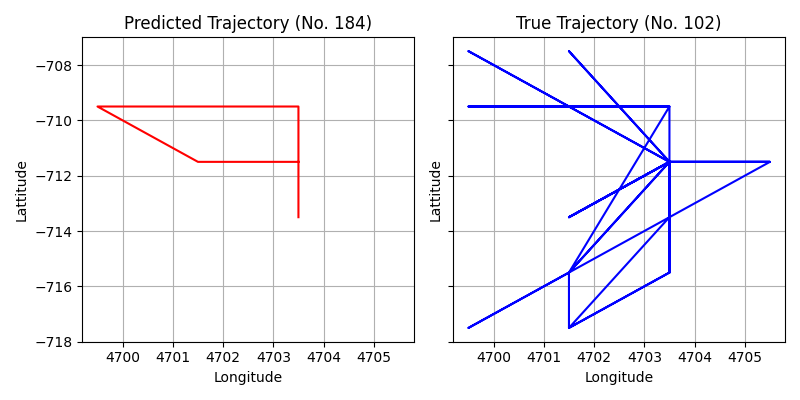 Predicted Trajectory (No. 184)
True Trajectory (No. 102)
Lattitude
−708
−710
−712
−714
−716
−718
4700 4701 4702 4703 4704 4705
Longitude
Lattitude
4700 4701 4702 4703 4704 4705
Longitude